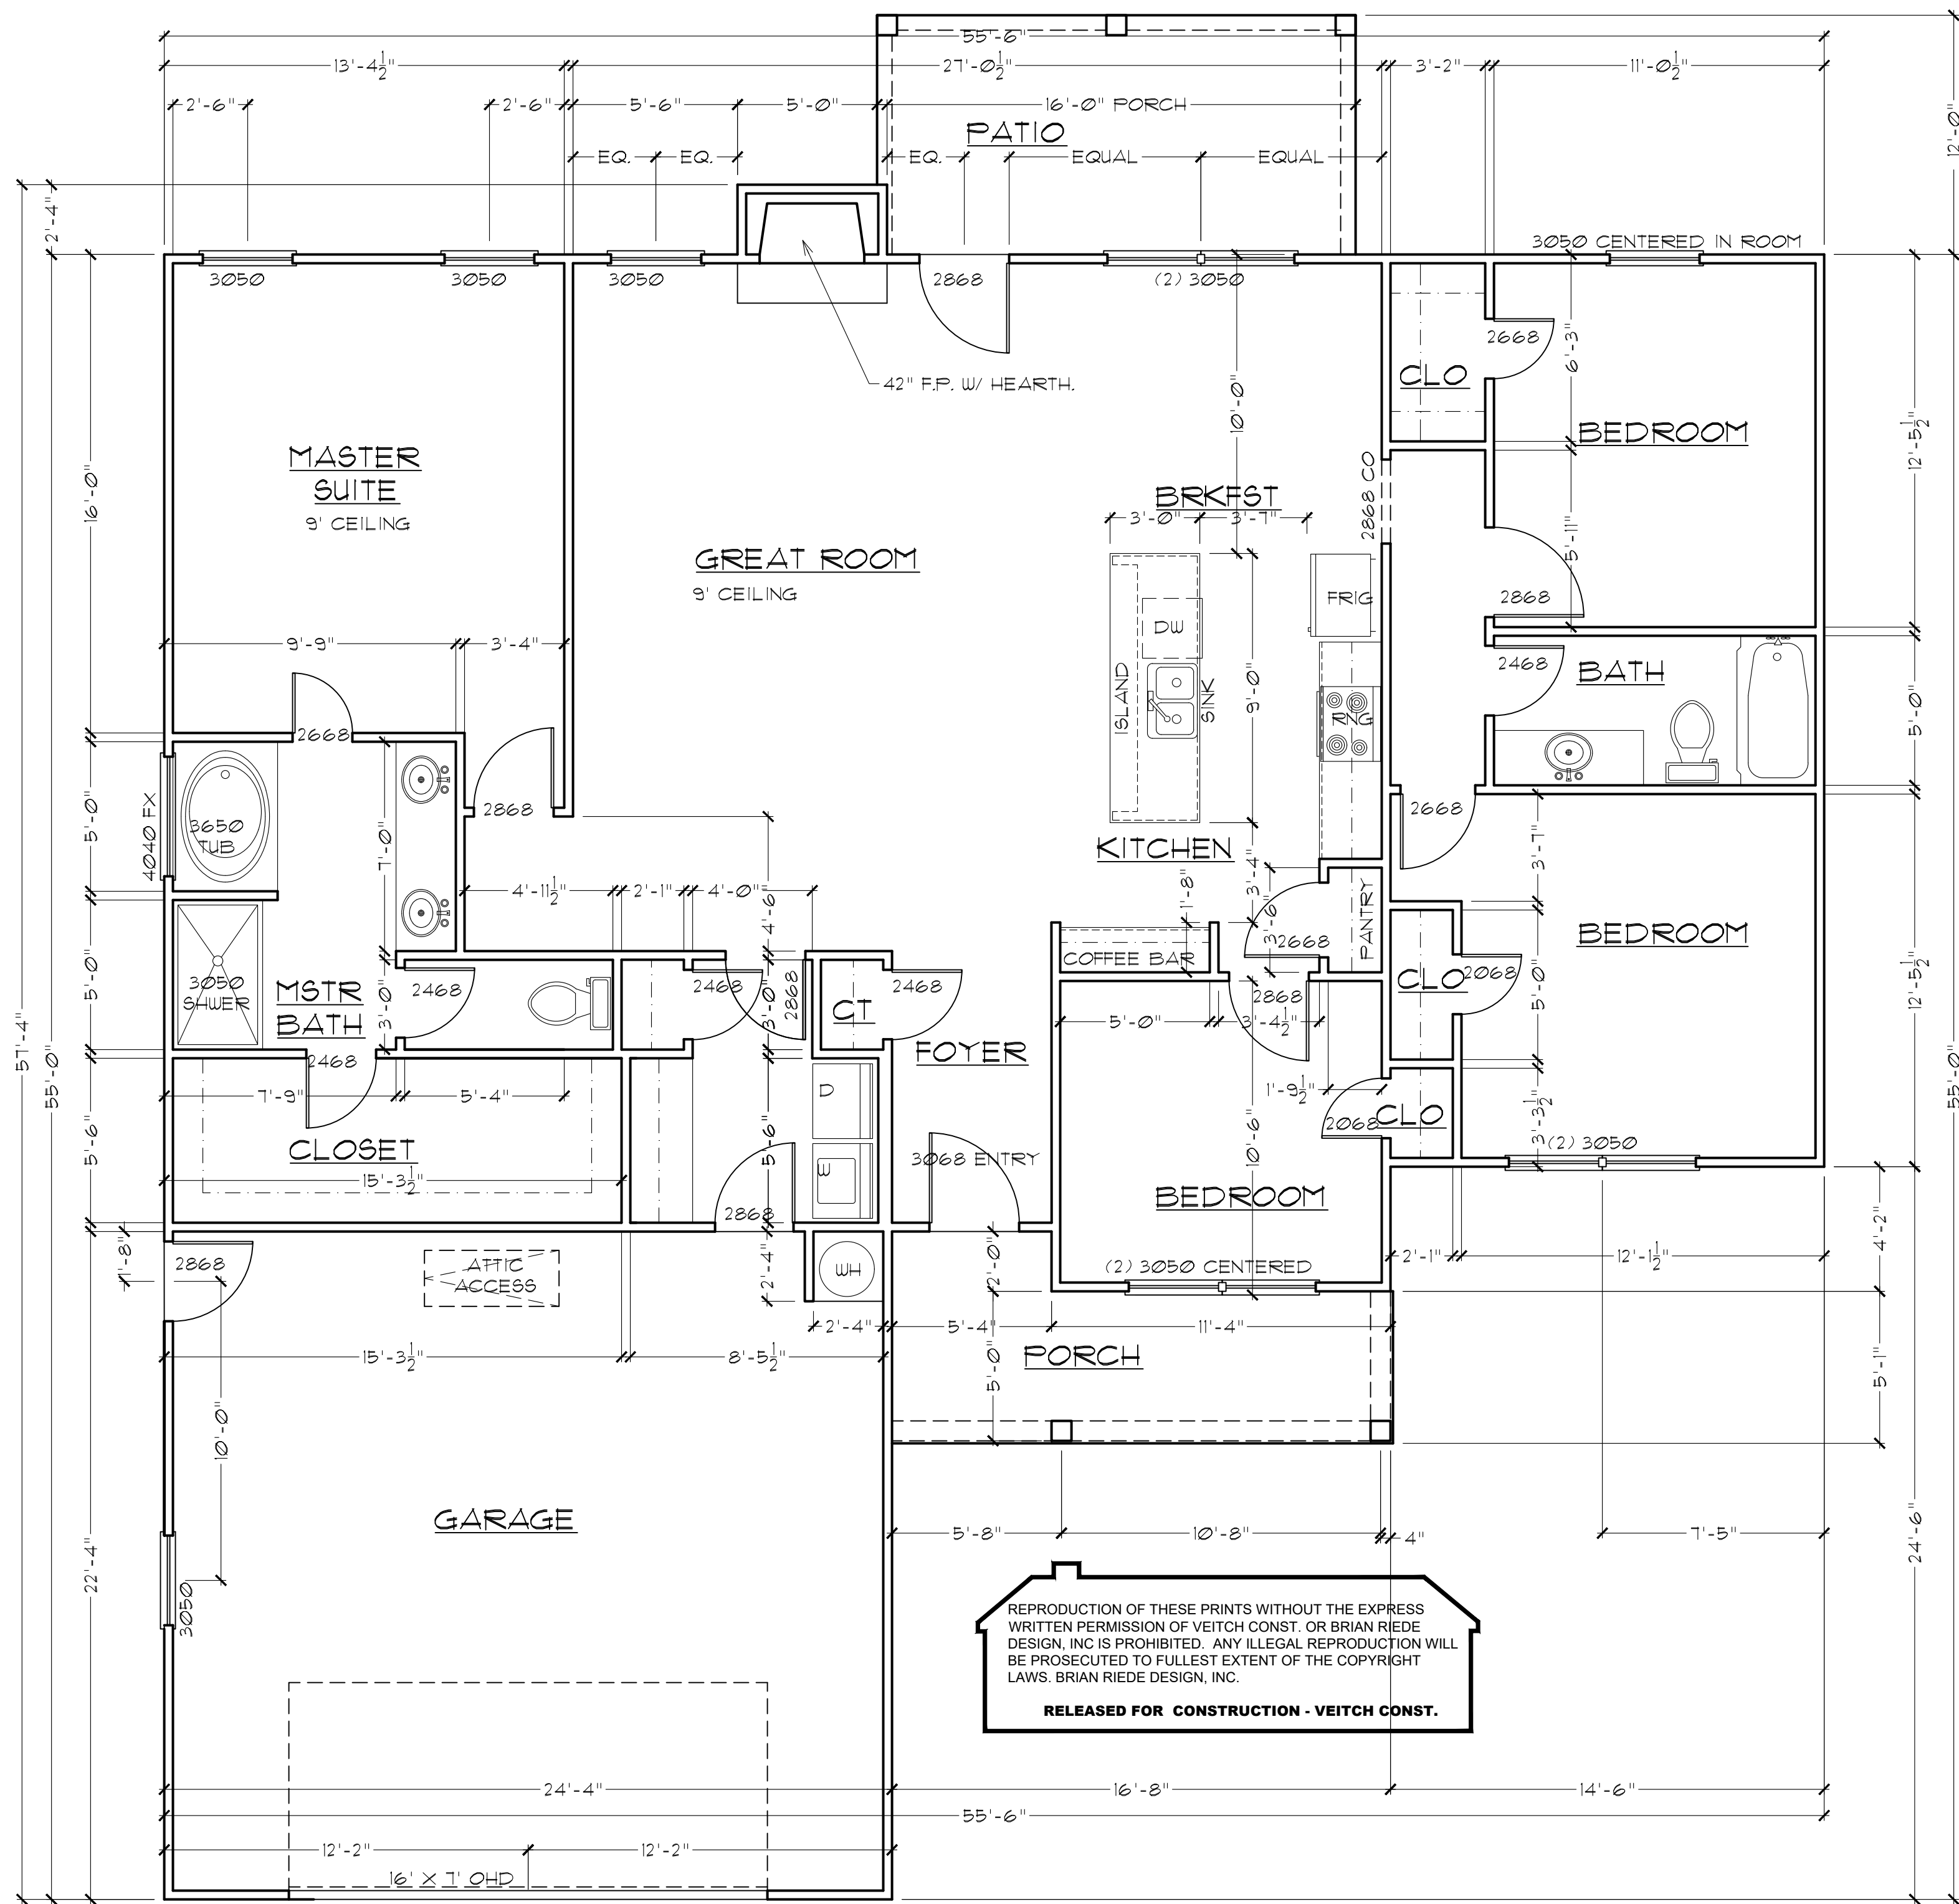 55'-6"
13'-4 1/2"
27'-0 1/2"
3'-2"
11'-0 1/2"
2'-6"
2'-6"
5'-6"
5'-0"
16'-0" PORCH
PATIO
EQ.
EQ.
EQ.
EQUAL
EQUAL
12'-0"
2'-4"
3050 CENTERED IN ROOM
3050
3050
3050
2868
(2) 3050
2668
6'-3"
CLO
42" F.P. W/ HEARTH.
10'-0"
BEDROOM
12'-5 1/2"
MASTER
SUITE
9' CEILING
16'-0"
BRKFST
3'-0"
3'-7"
2868 CO
5'-11"
GREAT ROOM
9' CEILING
FRIG
2868
DW
9'-9"
3'-4"
2468
BATH
ISLAND
SINK
9'-0"
RNG
5'-0"
2668
2868
2668
4040 FX
3650
TUB
5'-0"
7'-0"
KITCHEN
3'-4"
3'-7"
4'-11 1/2"
2'-1"
4'-0"
4'-6"
1'-8"
3'-6"
PANTRY
2668
BEDROOM
COFFEE BAR
12'-5 1/2"
5'-0"
3050
SHWER
MSTR
BATH
3'-0"
2468
2468
3'-0"
2868
CT
2468
2868
CLO
2068
5'-0"
5'-0"
3'-4 1/2"
FOYER
57'-4"
55'-0"
55'-0"
2468
7'-9"
5'-4"
D
1'-9 1/2"
2068
CLO
3'-3 1/2"
(2) 3050
5'-6"
CLOSET
15'-3 1/2"
5'-6"
W
3068 ENTRY
10'-6"
BEDROOM
2868
1'-8"
2868
ATTIC
ACCESS
2'-4"
WH
2'-0"
(2) 3050 CENTERED
2'-1"
12'-1 1/2"
4'-2"
2'-4"
5'-4"
11'-4"
15'-3 1/2"
8'-5 1/2"
5'-0"
PORCH
5'-1"
10'-0"
GARAGE
5'-8"
10'-8"
4"
7'-5"
24'-6"
22'-4"
3050
REPRODUCTION OF THESE PRINTS WITHOUT THE EXPRESS
WRITTEN PERMISSION OF VEITCH CONST. OR BRIAN RIEDE
DESIGN, INC IS PROHIBITED. ANY ILLEGAL REPRODUCTION WILL
BE PROSECUTED TO FULLEST EXTENT OF THE COPYRIGHT
LAWS. BRIAN RIEDE DESIGN, INC.
RELEASED FOR CONSTRUCTION - VEITCH CONST.
24'-4"
16'-8"
14'-6"
55'-6"
12'-2"
12'-2"
16' X 7' OHD